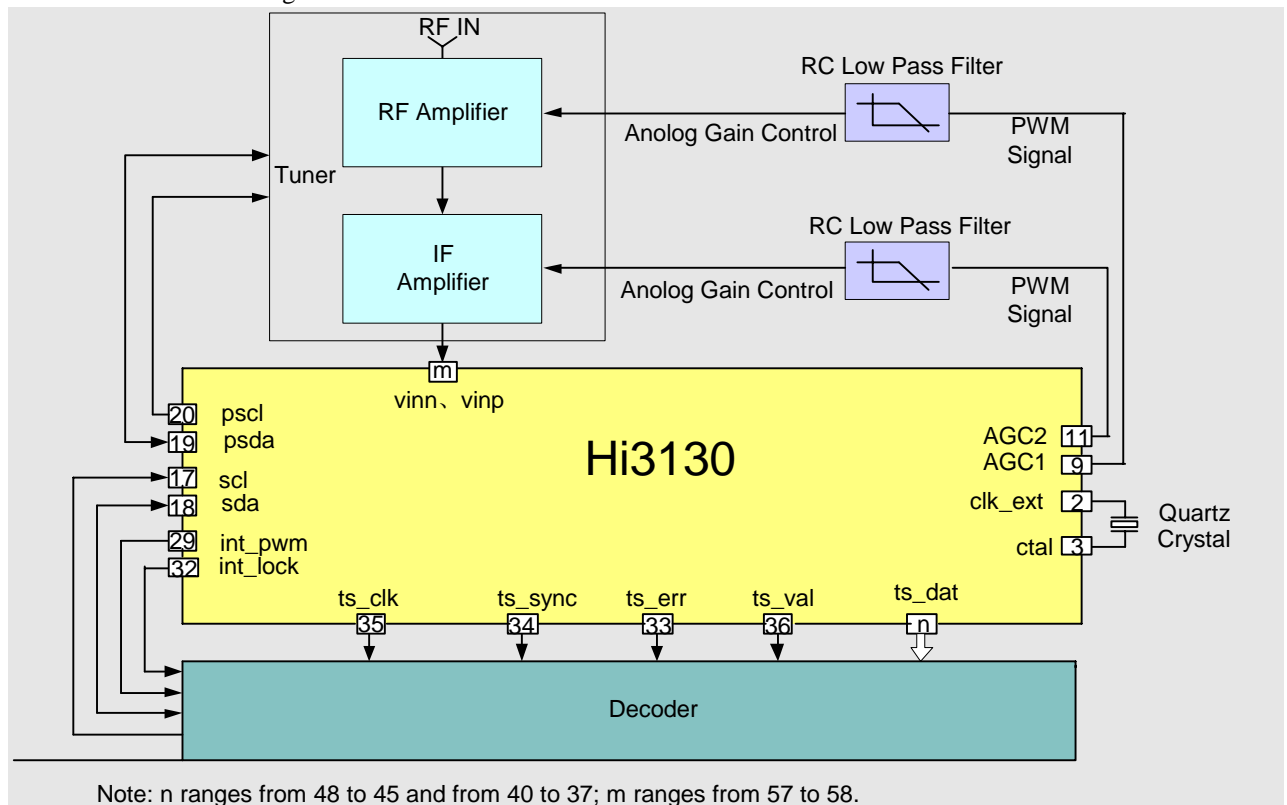 RF IN
RF Amplifier
RC Low Pass Filter
Anolog Gain Control
PWM
Signal
Tuner
IF
Amplifier
RC Low Pass Filter
Anolog Gain Control
PWM
Signal
m
vinn、vinp
20 pscl
19 psda
17 scl
18 sda
29 int_pwm
32 int_lock
Hi3130
AGC2 11
AGC1 9
clk_ext 2
ctal 3
Quartz
Crystal
ts_clk ts_sync ts_err ts_val ts_dat
35 34 33 36 n
Decoder
Note: n ranges from 48 to 45 and from 40 to 37; m ranges from 57 to 58.